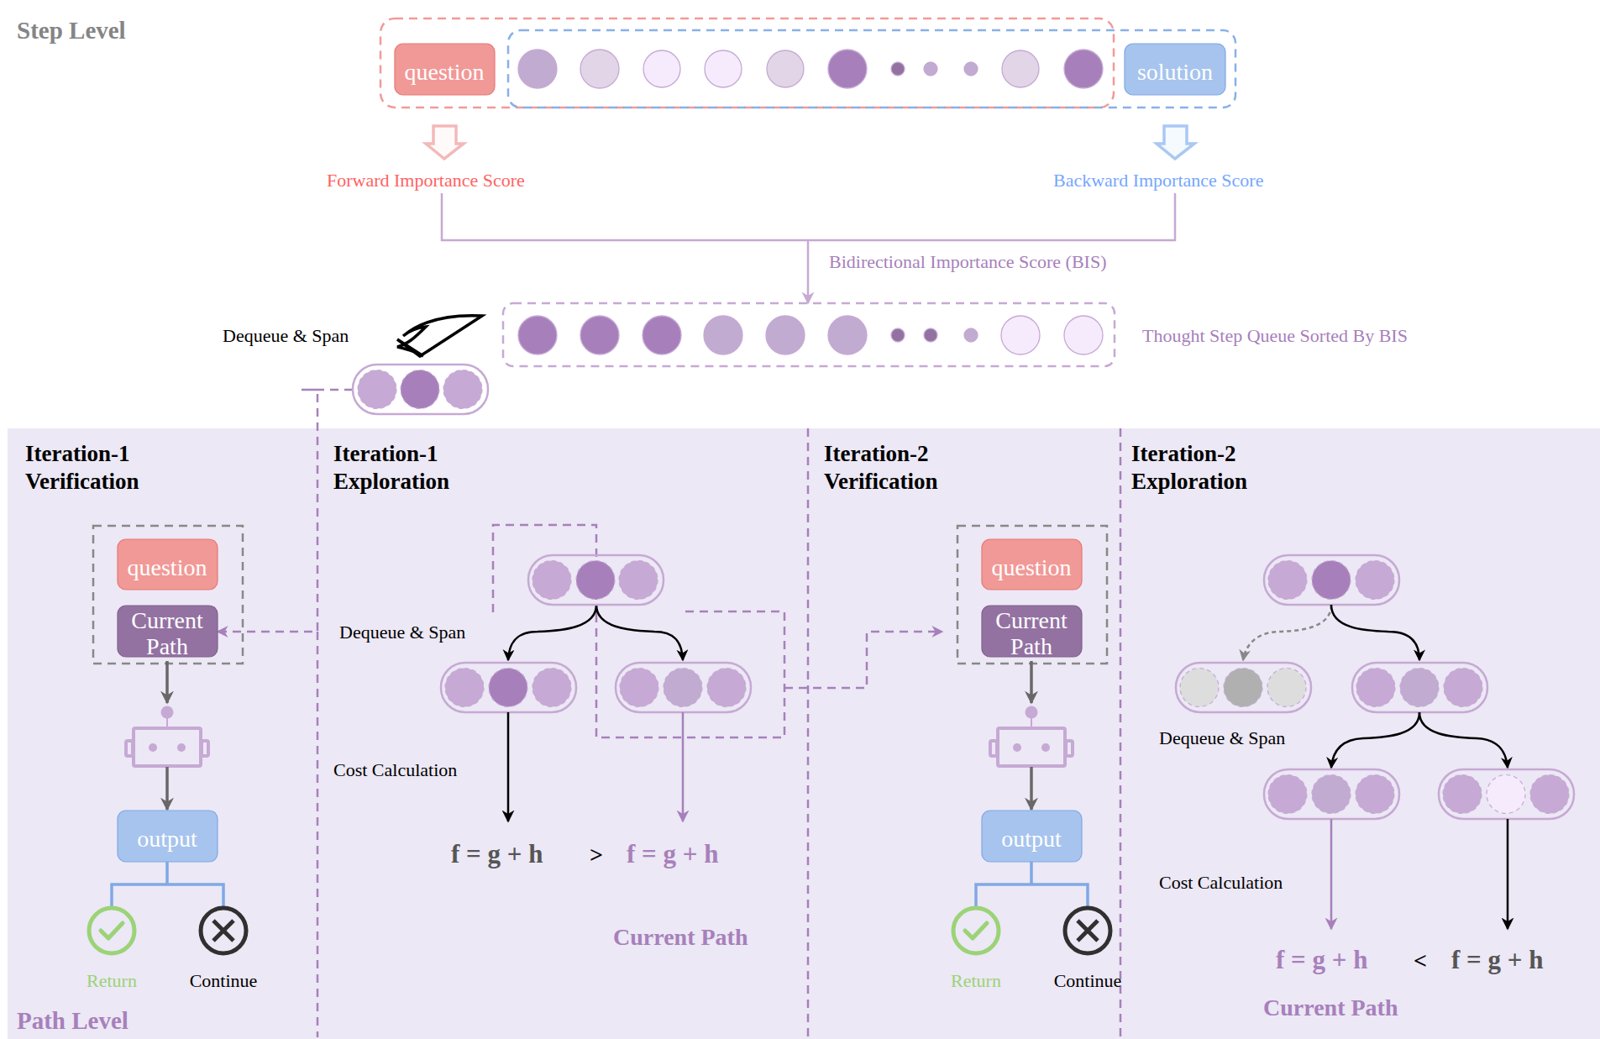 Step Level
question
solution
Forward Importance Score
Backward Importance Score
Bidirectional Importance Score (BIS)
Dequeue & Span
Thought Step Queue Sorted By BIS
Iteration-1
Verification
question
Current
Path
output
Return
Continue
Path Level
Iteration-1
Exploration
Dequeue & Span
Cost Calculation
f = g + h > f = g + h
Current Path
Iteration-2
Verification
question
Current
Path
output
Return
Continue
Iteration-2
Exploration
Dequeue & Span
Cost Calculation
f = g + h < f = g + h
Current Path